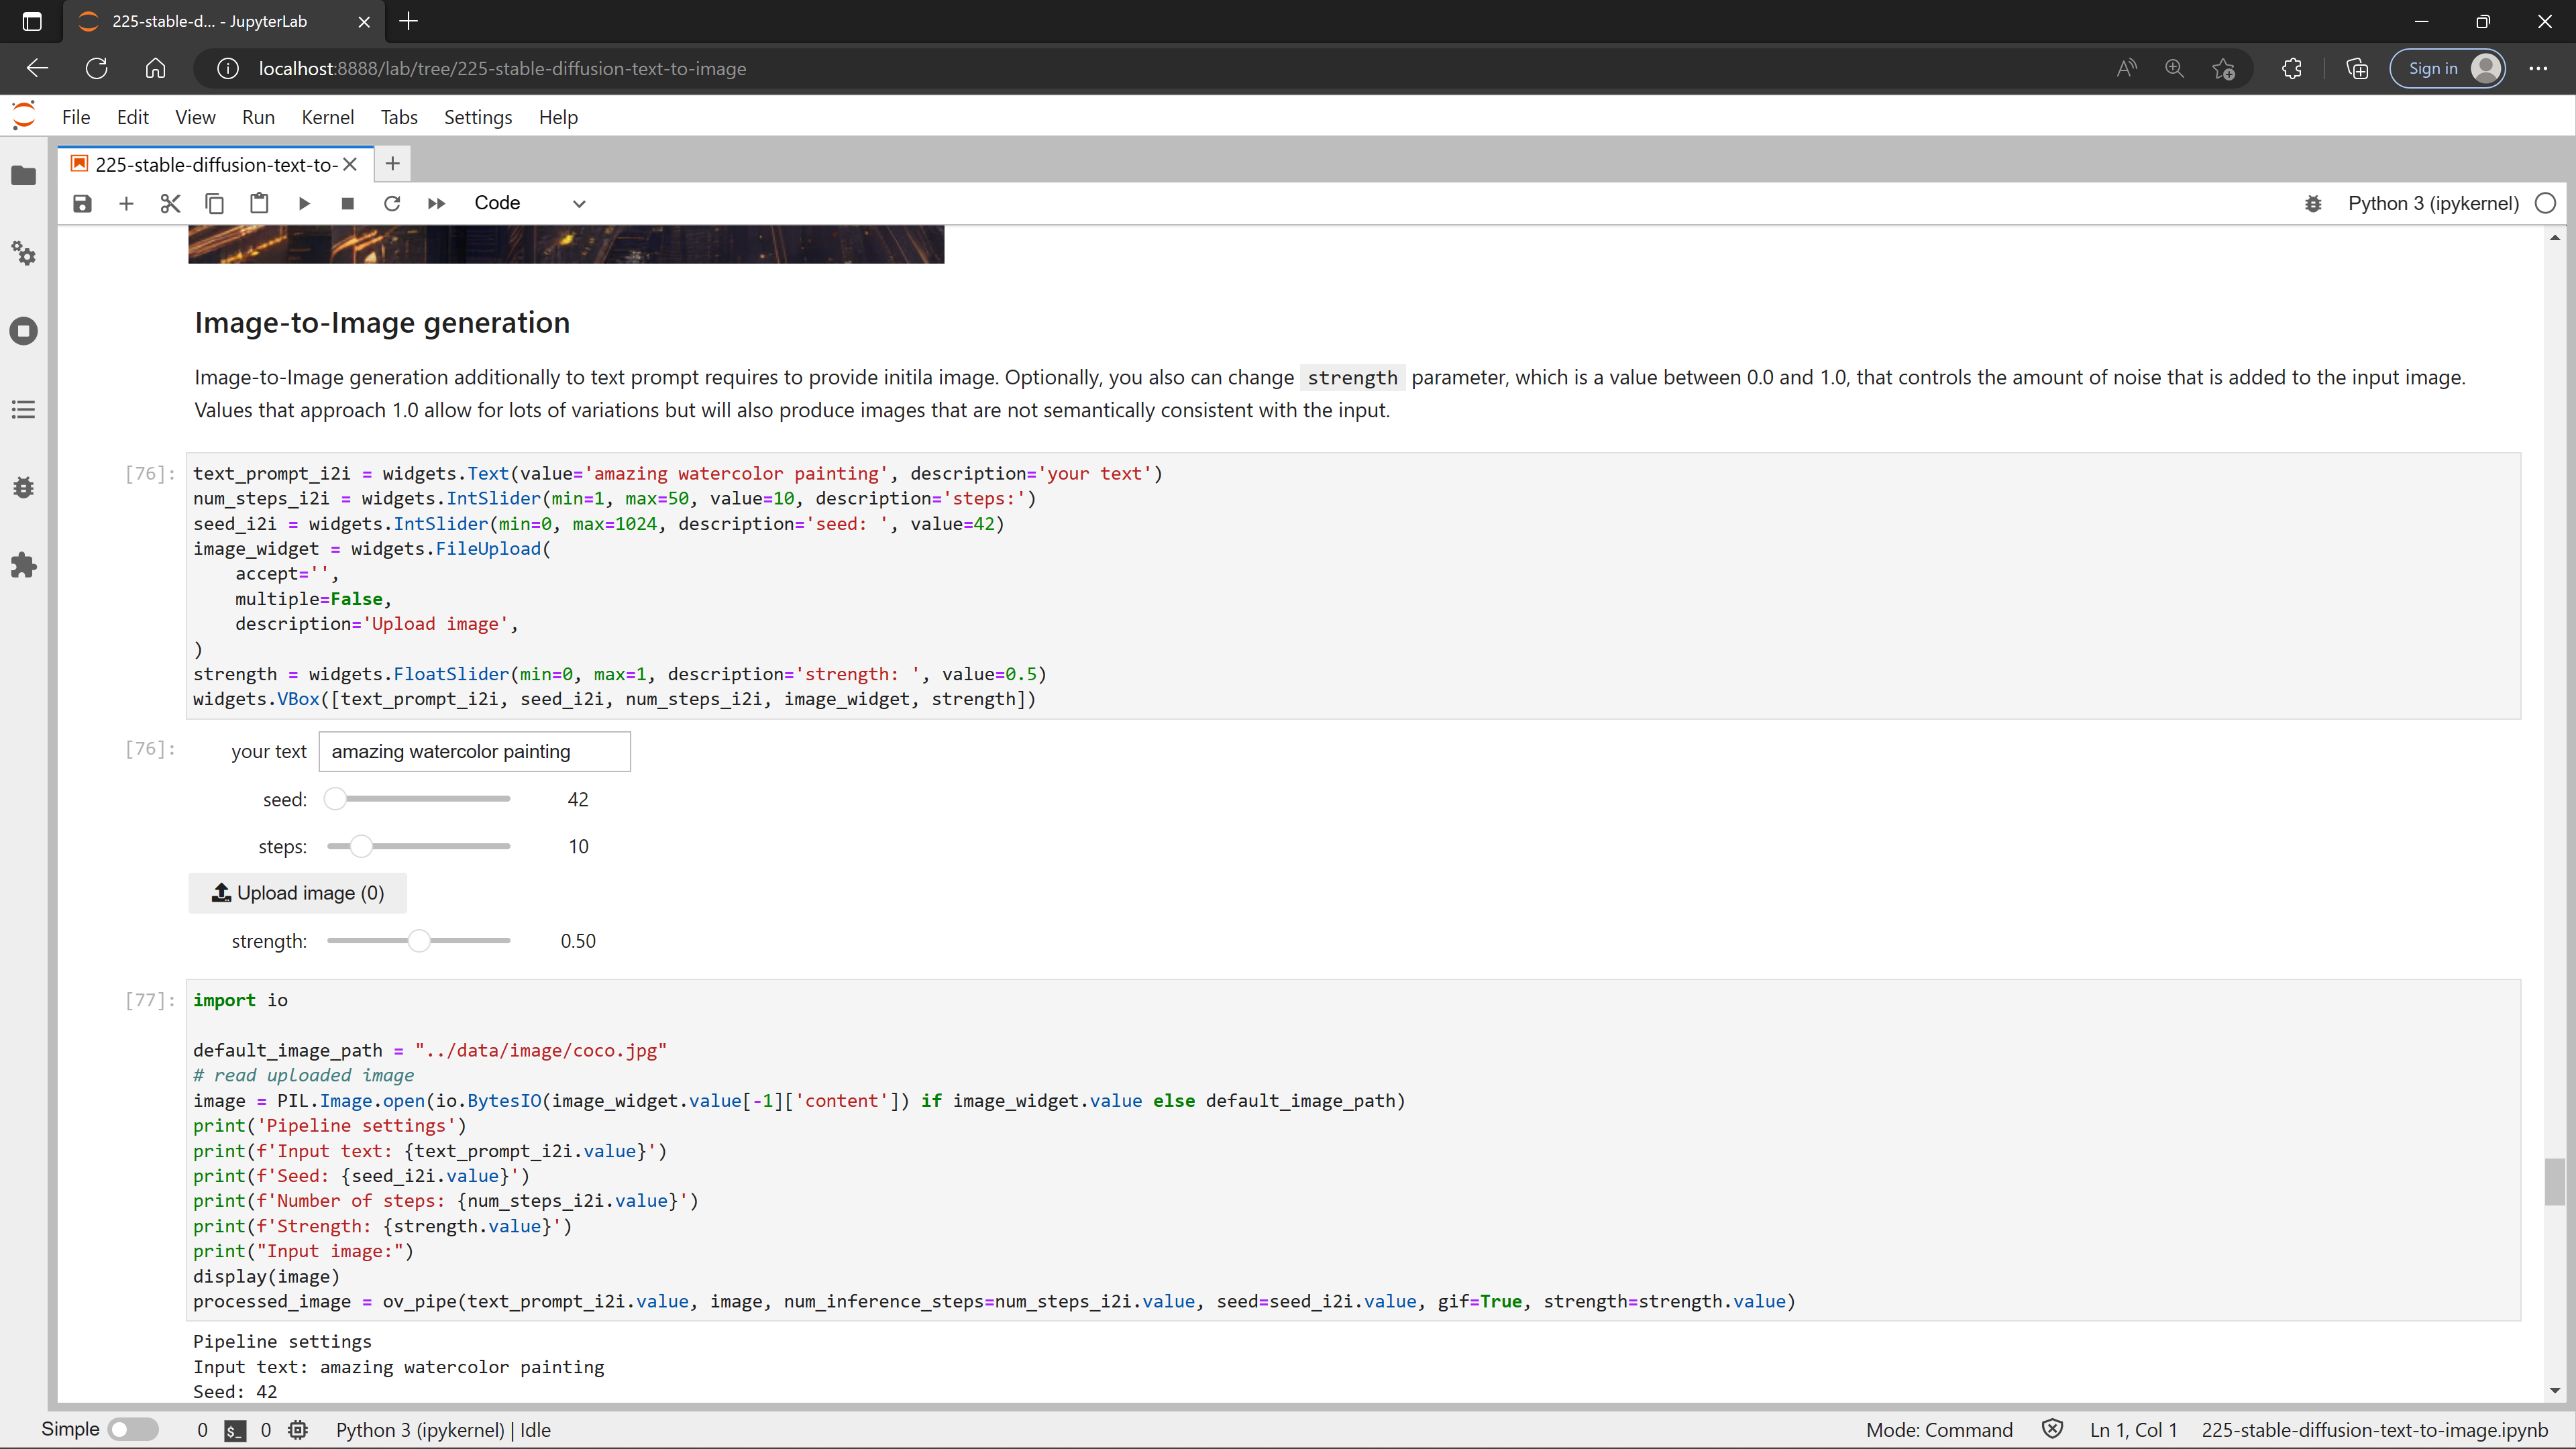 225-stable-d... - JupyterLab
localhost:8888/lab/tree/225-stable-diffusion-text-to-image
Sign in
File Edit View Run Kernel Tabs Settings Help
225-stable-diffusion-text-to-
Code
Python 3 (ipykernel)
Image-to-Image generation
Image-to-Image generation additionally to text prompt requires to provide initila image. Optionally, you also can change strength parameter, which is a value between 0.0 and 1.0, that controls the amount of noise that is added to the input image.
Values that approach 1.0 allow for lots of variations but will also produce images that are not semantically consistent with the input.
[76]: text_prompt_i2i = widgets.Text(value='amazing watercolor painting', description='your text')
num_steps_i2i = widgets.IntSlider(min=1, max=50, value=10, description='steps:')
seed_i2i = widgets.IntSlider(min=0, max=1024, description='seed: ', value=42)
image_widget = widgets.FileUpload(
    accept='',
    multiple=False,
    description='Upload image',
)
strength = widgets.FloatSlider(min=0, max=1, description='strength: ', value=0.5)
widgets.VBox([text_prompt_i2i, seed_i2i, num_steps_i2i, image_widget, strength])
[76]: your text amazing watercolor painting
seed: 42
steps: 10
Upload image (0)
strength: 0.50
[77]: import io
default_image_path = "../data/image/coco.jpg"
# read uploaded image
image = PIL.Image.open(io.BytesIO(image_widget.value[-1]['content']) if image_widget.value else default_image_path)
print('Pipeline settings')
print(f'Input text: {text_prompt_i2i.value}')
print(f'Seed: {seed_i2i.value}')
print(f'Number of steps: {num_steps_i2i.value}')
print(f'Strength: {strength.value}')
print("Input image:")
display(image)
processed_image = ov_pipe(text_prompt_i2i.value, image, num_inference_steps=num_steps_i2i.value, seed=seed_i2i.value, gif=True, strength=strength.value)
Pipeline settings
Input text: amazing watercolor painting
Seed: 42
Simple 0 $_ 0 Python 3 (ipykernel) | Idle Mode: Command Ln 1, Col 1 225-stable-diffusion-text-to-image.ipynb